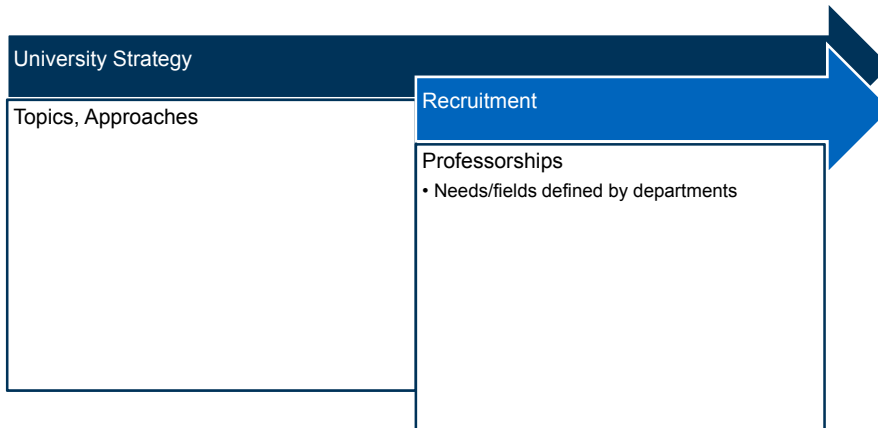 University Strategy
Topics, Approaches
Recruitment
Professorships
• Needs/fields defined by departments